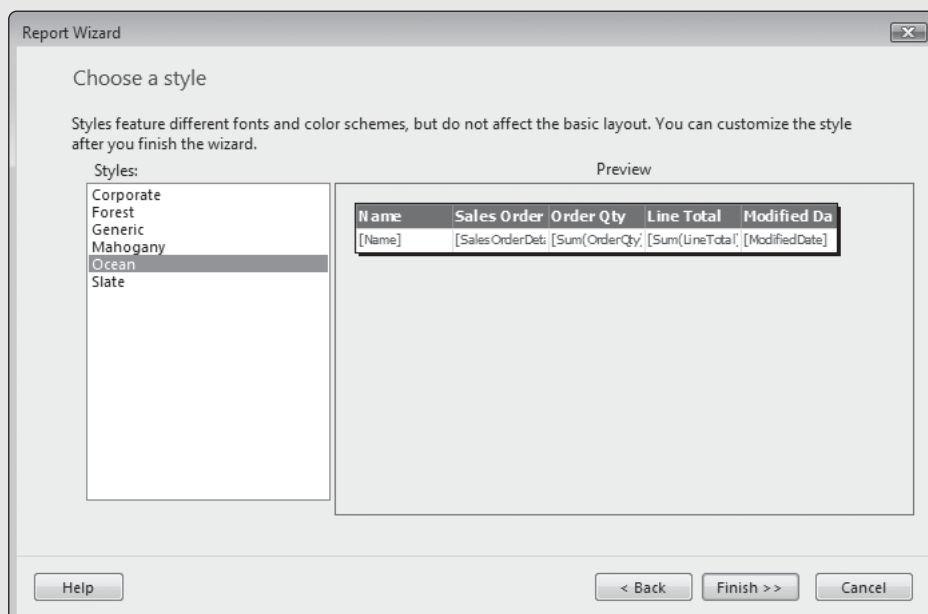 Report Wizard
Choose a style
Styles feature different fonts and color schemes, but do not affect the basic layout. You can customize the style
after you finish the wizard.
Styles:
Preview
Corporate
Forest
Generic
Mahogany
Ocean
Slate
Name Sales Order Order Qty Line Total Modified Da
[Name] [SalesOrderDeta [Sum(OrderQty) [Sum(LineTotal) [ModifiedDate]
Help
< Back
Finish >>
Cancel